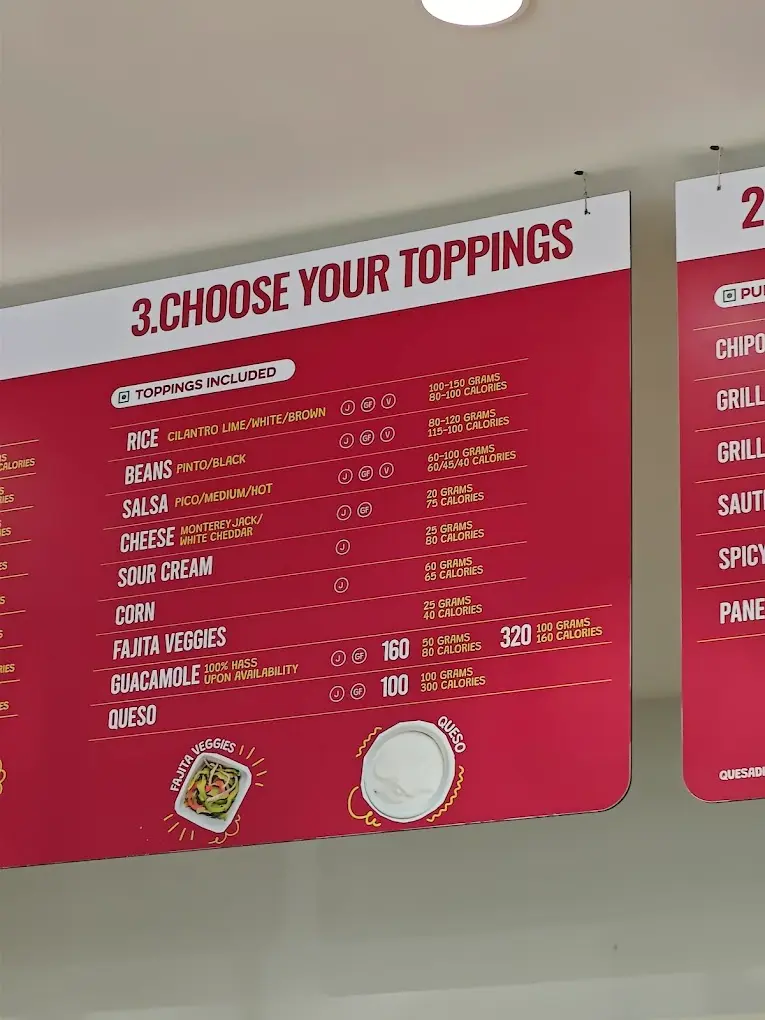 3.CHOOSE YOUR TOPPINGS
TOPPINGS INCLUDED
RICE CILANTRO LIME/WHITE/BROWN J GF V 100-150 GRAMS
80-100 CALORIES
BEANS PINTO/BLACK J GF V 80-120 GRAMS
115-100 CALORIES
SALSA PICO/MEDIUM/HOT J GF V 60-100 GRAMS
60/45/40 CALORIES
CHEESE MONTEREY JACK/
WHITE CHEDDAR J GF 20 GRAMS
75 CALORIES
SOUR CREAM J 25 GRAMS
80 CALORIES
CORN J 60 GRAMS
65 CALORIES
FAJITA VEGGIES 25 GRAMS
40 CALORIES
GUACAMOLE 100% HASS
UPON AVAILABILITY J GF 160 50 GRAMS
80 CALORIES 320 100 GRAMS
160 CALORIES
QUESO J GF 100 100 GRAMS
300 CALORIES
FAJITA VEGGIES
QUESO
CALORIES
2
CHIPO
GRILL
GRILL
SAUT
SPICY
PANE
QUESADI